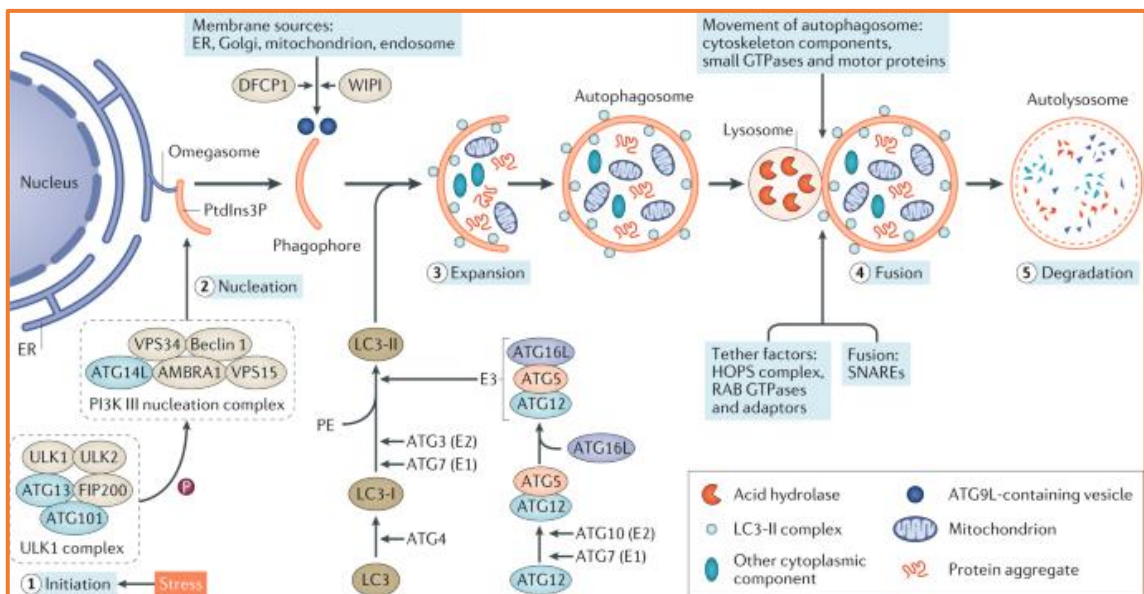 Membrane sources:
ER, Golgi, mitochondrion, endosome
DFCP1
WIPI
Movement of autophagosome:
cytoskeleton components,
small GTPases and motor proteins
Nucleus
Omegasome
PtdIns3P
Phagophore
Autophagosome
Lysosome
Autolysosome
ER
2 Nucleation
3 Expansion
4 Fusion
5 Degradation
VPS34 Beclin 1
ATG14L AMBRA1 VPS15
PI3K III nucleation complex
ULK1 ULK2
ATG13 FIP200
ATG101
ULK1 complex
P
1 Initiation
Stress
LC3-II
PE
ATG3 (E2)
ATG7 (E1)
LC3-I
ATG4
LC3
E3
ATG16L
ATG5
ATG12
ATG16L
ATG5
ATG12
ATG10 (E2)
ATG7 (E1)
ATG12
Tether factors:
HOPS complex,
RAB GTPases
and adaptors
Fusion:
SNAREs
Acid hydrolase
LC3-II complex
Other cytoplasmic
component
ATG9L-containing vesicle
Mitochondrion
Protein aggregate